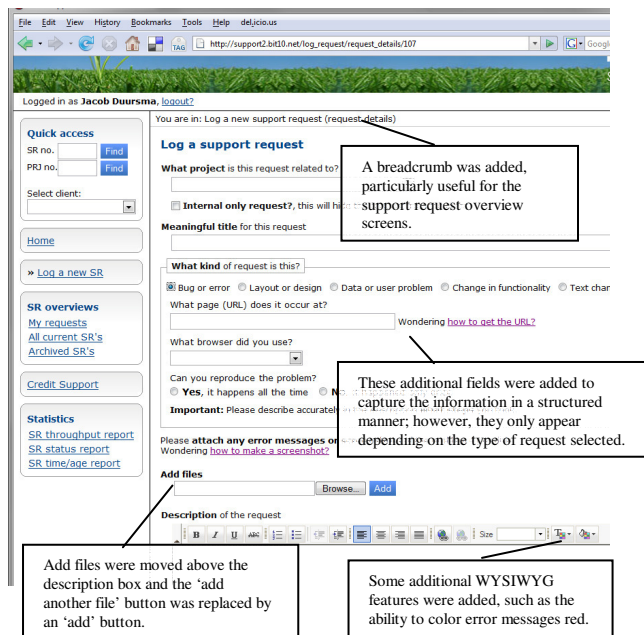 File Edit View History Bookmarks Tools Help del.icio.us
TAG http://support2.bit10.net/log_request/request_details/107 G Google
Logged in as Jacob Duursma, logout?
You are in: Log a new support request (request details)
Quick access
SR no. Find
PRJ no. Find
Select client:
Home
» Log a new SR
SR overviews
My requests
All current SR's
Archived SR's
Credit Support
Statistics
SR throughput report
SR status report
SR time/age report
Log a support request
What project is this request related to?
Internal only request?, this will
Meaningful title for this request
What kind of request is this?
Bug or error Layout or design Data or user problem Change in functionality Text
What page (URL) does it occur at?
Wondering how to get the URL?
What browser did you use?
Can you reproduce the problem?
Yes, it happens all the time
Important: Please describe accurately
Please attach any error messages or
Wondering how to make a screenshot?
Add files
Browse... Add
Description of the request
B I U ABC Size T
A breadcrumb was added,
particularly useful for the
support request overview
screens.
These additional fields were added to
capture the information in a structured
manner; however, they only appear
depending on the type of request selected.
Add files were moved above the
description box and the ‘add
another file’ button was replaced by
an ‘add’ button.
Some additional WYSIWYG
features were added, such as the
ability to color error messages red.